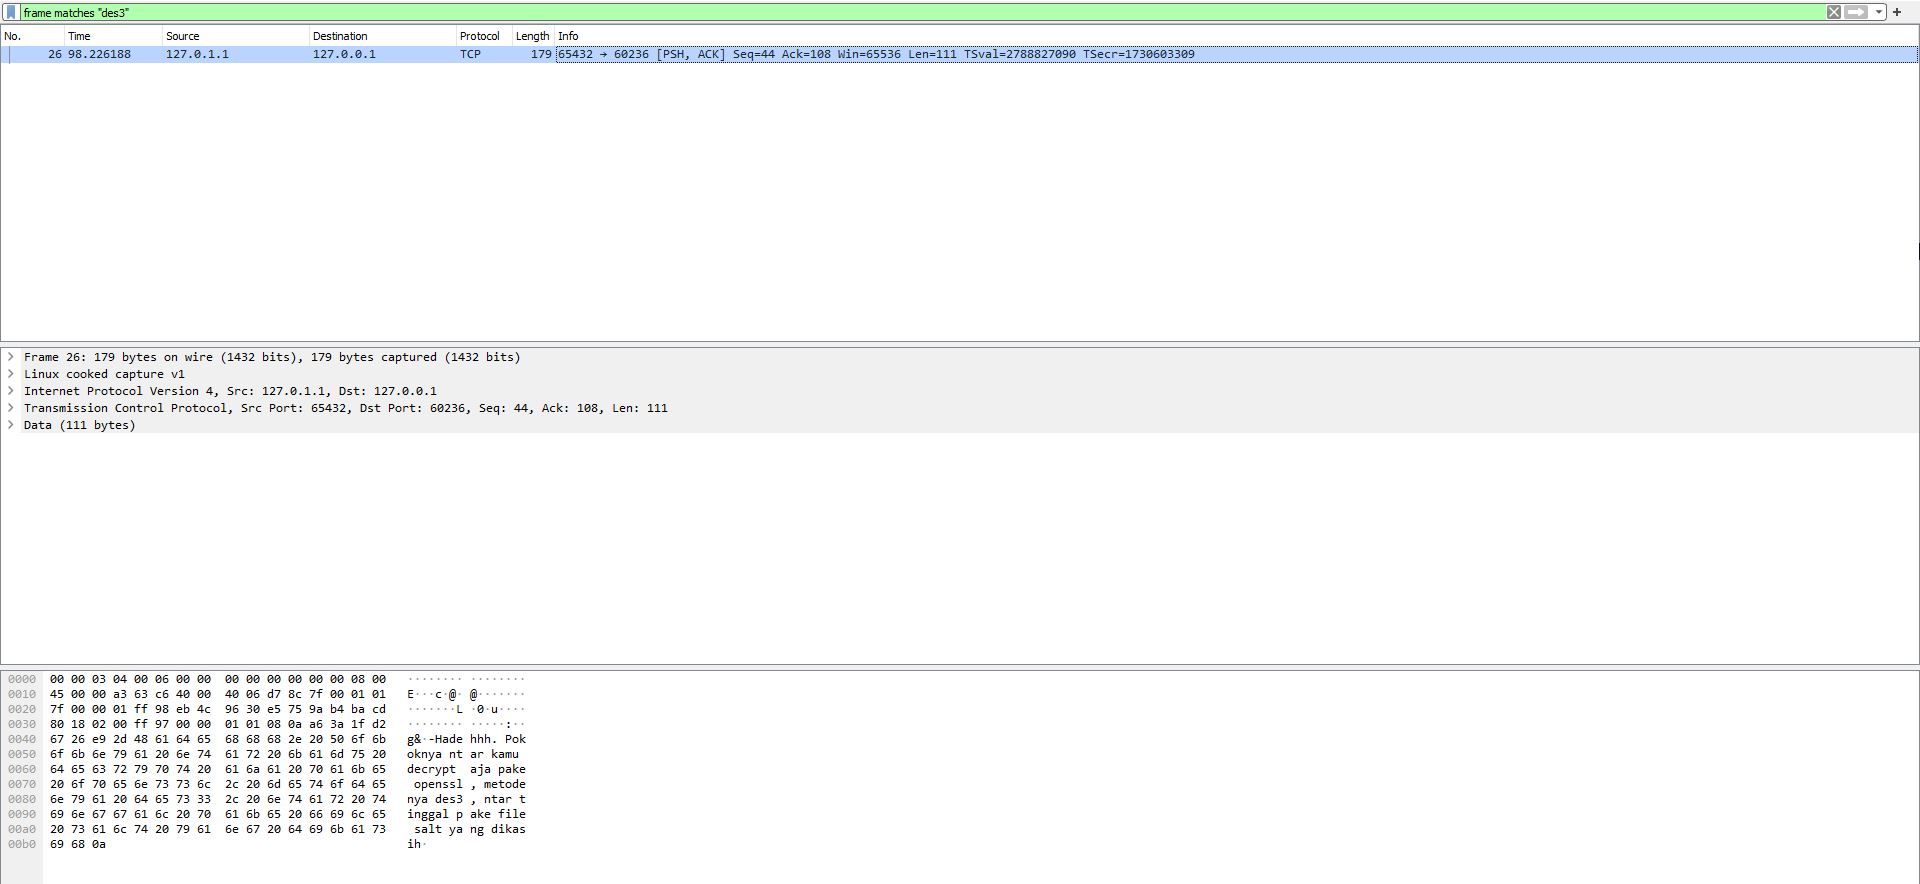 frame matches "des3"
No. Time Source Destination Protocol Length Info
26 98.226188 127.0.1.1 127.0.0.1 TCP 179 65432 → 60236 [PSH, ACK] Seq=44 Ack=108 Win=65536 Len=111 TSval=2788827090 TSecr=1730603309
Frame 26: 179 bytes on wire (1432 bits), 179 bytes captured (1432 bits)
Linux cooked capture v1
Internet Protocol Version 4, Src: 127.0.1.1, Dst: 127.0.0.1
Transmission Control Protocol, Src Port: 65432, Dst Port: 60236, Seq: 44, Ack: 108, Len: 111
Data (111 bytes)
0000 00 00 03 04 00 06 00 00 00 00 00 00 00 00 08 00 ········ ········
0010 45 00 00 a3 63 c6 40 00 40 06 d7 8c 7f 00 01 01 E···c·@· @·······
0020 7f 00 00 01 ff 98 eb 4c 96 30 e5 75 9a b4 ba cd ·······L ·0·u····
0030 80 18 02 00 ff 97 00 00 01 01 08 0a a6 3a 1f d2 ········ ·····:··
0040 67 26 e9 2d 48 61 64 65 68 68 68 2e 20 50 6f 6b g&·-Hade hhh. Pok
0050 6f 6b 6e 79 61 20 6e 74 61 72 20 6b 61 6d 75 20 oknya nt ar kamu
0060 64 65 63 72 79 70 74 20 61 6a 61 20 70 61 6b 65 decrypt aja pake
0070 20 6f 70 65 6e 73 73 6c 2c 20 6d 65 74 6f 64 65 openssl , metode
0080 6e 79 61 20 64 65 73 33 2c 20 6e 74 61 72 20 74 nya des3 , ntar t
0090 69 6e 67 67 61 6c 20 70 61 6b 65 20 66 69 6c 65 inggal p ake file
00a0 20 73 61 6c 74 20 79 61 6e 67 20 64 69 6b 61 73 salt ya ng dikas
00b0 69 68 0a ih·